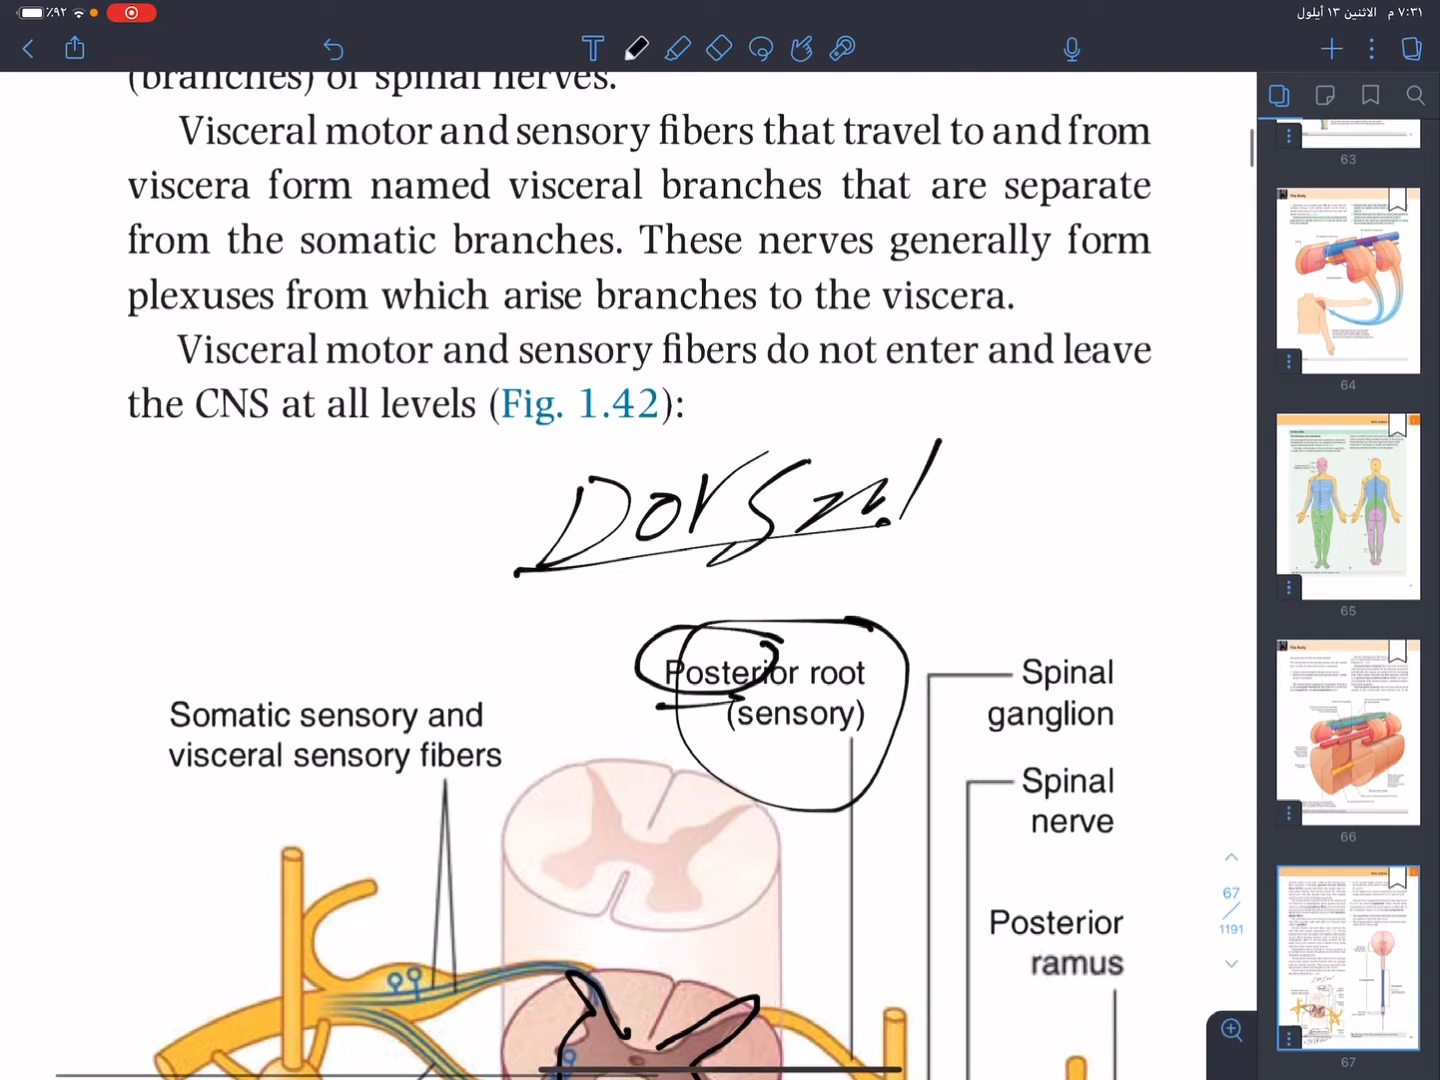 ٪٩٢
٧:٣١ م الاثنين ١٣ أيلول
(branches) of spinal nerves.
Visceral motor and sensory fibers that travel to and from
viscera form named visceral branches that are separate
from the somatic branches. These nerves generally form
plexuses from which arise branches to the viscera.
Visceral motor and sensory fibers do not enter and leave
the CNS at all levels (Fig. 1.42):
Dorsal
Posterior root
(sensory)
Spinal
ganglion
Somatic sensory and
visceral sensory fibers
Spinal
nerve
Posterior
ramus
63
64
65
66
67
67
1191